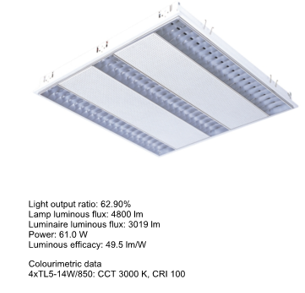 Light output ratio: 62.90%
Lamp luminous flux: 4800 lm
Luminaire luminous flux: 3019 lm
Power: 61.0 W
Luminous efficacy: 49.5 lm/W
Colourimetric data
4xTL5-14W/850: CCT 3000 K, CRI 100